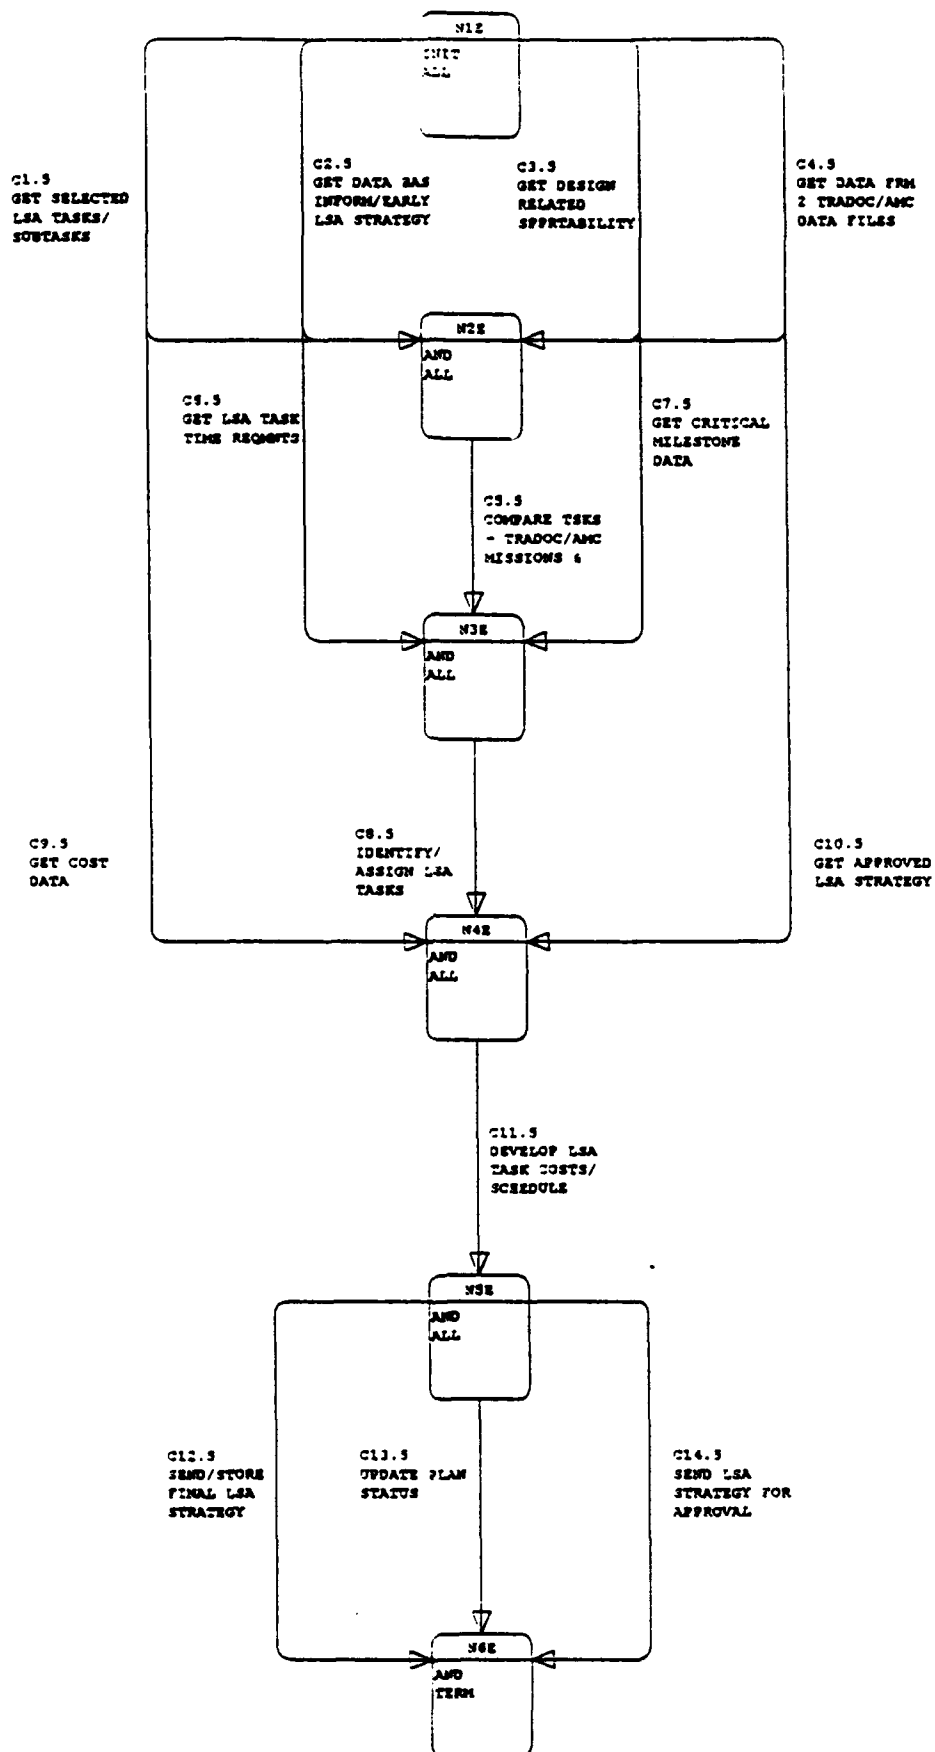 N1E
INIT
ALL
C1.5
GET SELECTED
LSA TASKS/
SUBTASKS
C2.5
GET DATA BAS
INFORM/EARLY
LSA STRATEGY
C3.5
GET DESIGN
RELATED
SPPRTABILITY
C4.5
GET DATA FRM
2 TRADOC/AMC
DATA FILES
N2E
AND
ALL
C6.5
GET LSA TASK
TIME REQMNTS
C7.5
GET CRITICAL
MILESTONE
DATA
C5.5
COMPARE TSKS
- TRADOC/AMC
MISSIONS &
N3E
AND
ALL
C9.5
GET COST
DATA
C8.5
IDENTIFY/
ASSIGN LSA
TASKS
C10.5
GET APPROVED
LSA STRATEGY
N4E
AND
ALL
C11.5
DEVELOP LSA
TASK COSTS/
SCHEDULE
N5E
AND
ALL
C12.5
SEND/STORE
FINAL LSA
STRATEGY
C13.5
UPDATE PLAN
STATUS
C14.5
SEND LSA
STRATEGY FOR
APPROVAL
N6E
AND
TERM